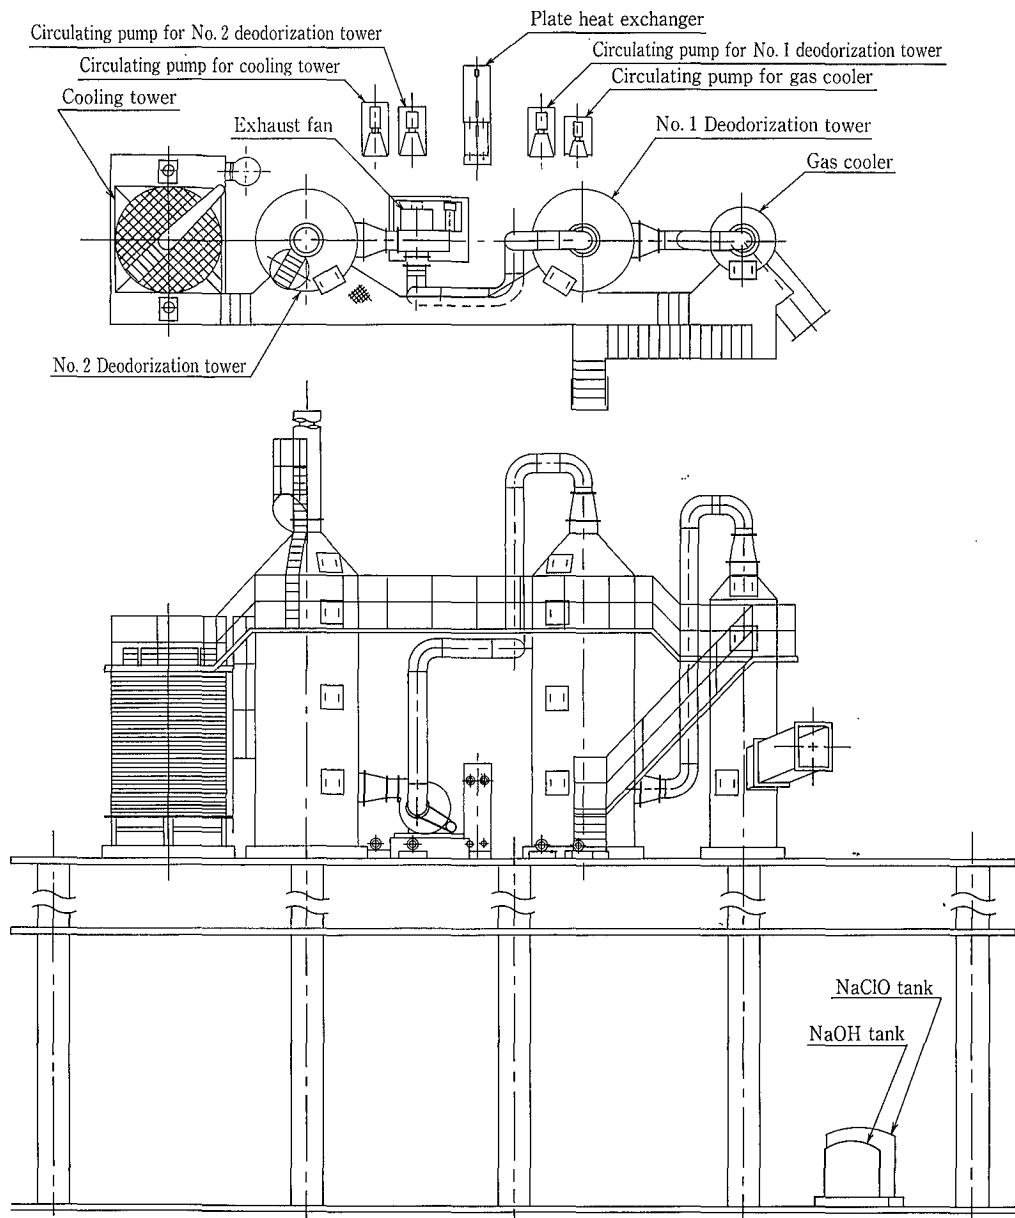 Plate heat exchanger
Circulating pump for No. 2 deodorization tower
Circulating pump for No. 1 deodorization tower
Circulating pump for cooling tower
Circulating pump for gas cooler
Cooling tower
Exhaust fan
No. 1 Deodorization tower
Gas cooler
No. 2 Deodorization tower
NaClO tank
NaOH tank